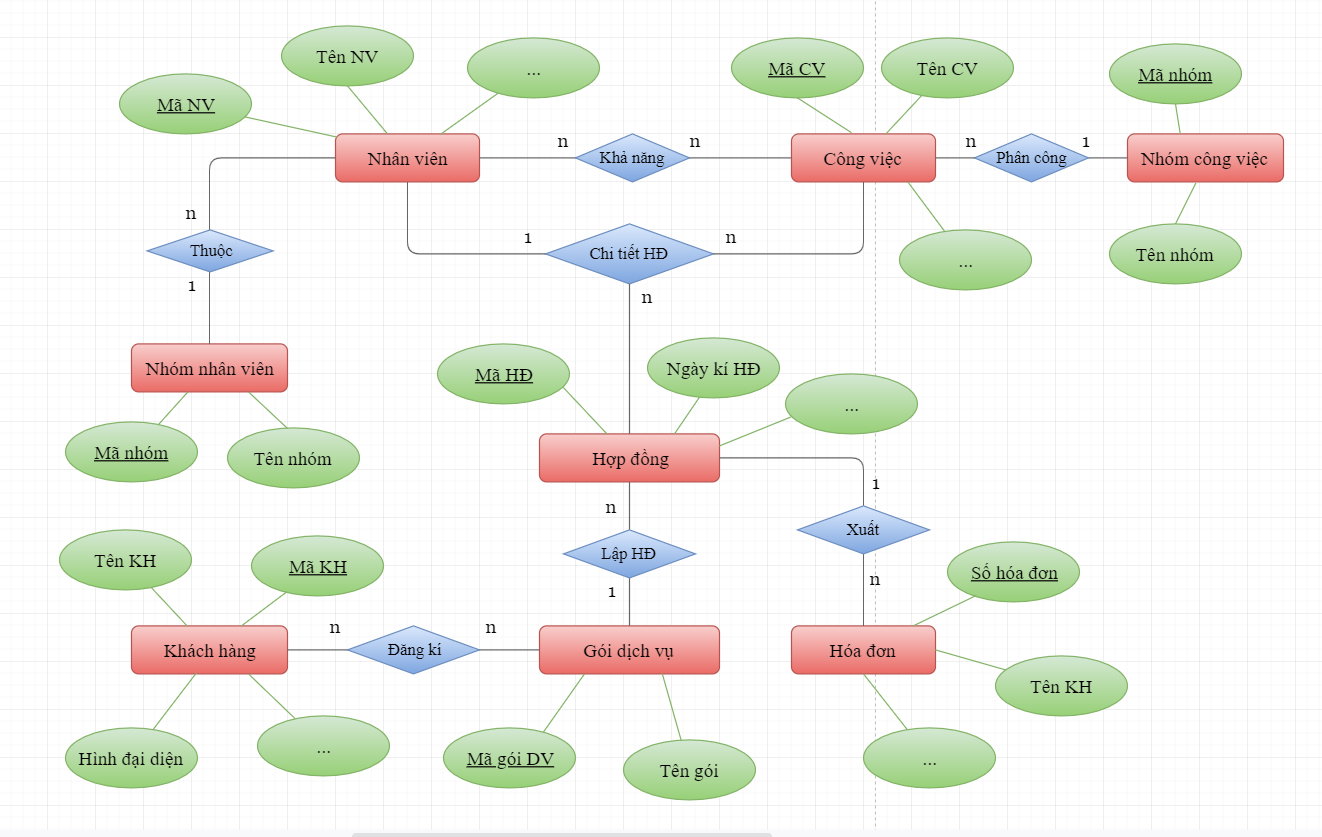 Tên NV
...
Mã CV
Tên CV
Mã nhóm
Mã NV
Nhân viên
n
Khả năng
n
Công việc
n
Phân công
1
Nhóm công việc
n
Thuộc
1
1
Chi tiết HĐ
n
n
...
Tên nhóm
Nhóm nhân viên
Mã nhóm
Tên nhóm
Mã HĐ
Ngày kí HĐ
...
Hợp đồng
1
n
Xuất
Lập HĐ
n
1
Tên KH
Mã KH
Số hóa đơn
Khách hàng
n
Đăng kí
n
Gói dịch vụ
Hóa đơn
Tên KH
Hình đại diện
...
Mã gói DV
Tên gói
...